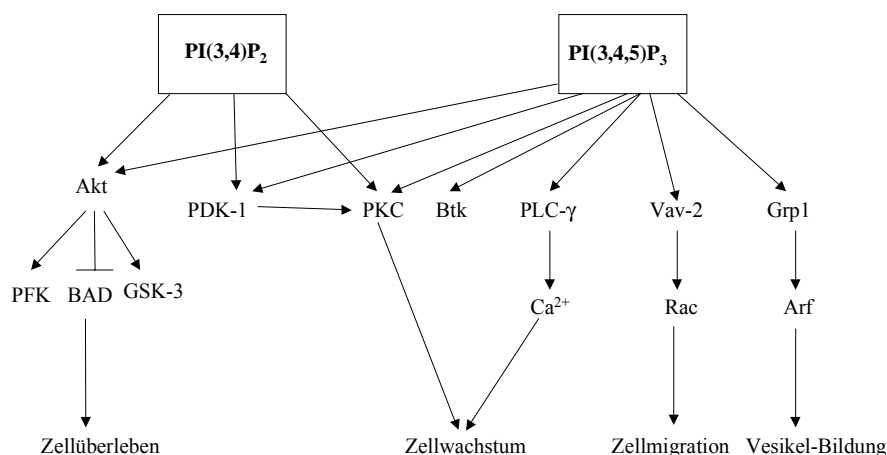 PI(3,4)P₂ PI(3,4,5)P₃
Akt PDK-1 PKC Btk PLC-γ Vav-2 Grp1
PFK BAD GSK-3 Ca²⁺ Rac Arf
Zellüberleben Zellwachstum Zellmigration Vesikel-Bildung